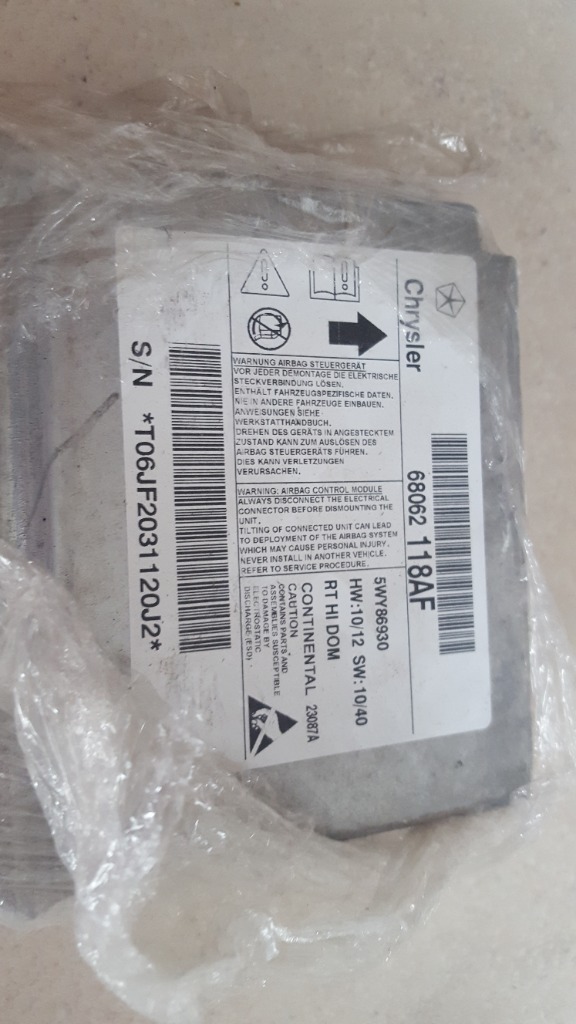 Chrysler
68062 118AF
WARNUNG AIRBAG STEUERGERÄT
VOR JEDER DEMONTAGE DIE ELEKTRISCHE
STECKVERBINDUNG LÖSEN.
ENTHÄLT FAHRZEUGSPEZIFISCHE DATEN.
NIE IN ANDERE FAHRZEUGE EINBAUEN.
ANWEISUNGEN SIEHE
WERKSTATTHANDBUCH.
DREHEN DES GERÄTS IN ANGESTECKTEM
ZUSTAND KANN ZUM AUSLÖSEN DES
AIRBAG STEUERGERÄTS FÜHREN.
DIES KANN VERLETZUNGEN
VERURSACHEN.
WARNING: AIRBAG CONTROL MODULE
ALWAYS DISCONNECT THE ELECTRICAL
CONNECTOR BEFORE DISMOUNTING THE
UNIT.
TILTING OF CONNECTED UNIT CAN LEAD
TO DEPLOYMENT OF THE AIRBAG SYSTEM
WHICH MAY CAUSE PERSONAL INJURY.
NEVER INSTALL IN ANOTHER VEHICLE.
REFER TO SERVICE PROCEDURE.
5WY86930
HW:10/12 SW:10/40
RT HI DOM
CONTINENTAL 23087A
CAUTION
CONTAINS PARTS AND
ASSEMBLIES SUSCEPTIBLE
TO DAMAGE BY
ELECTROSTATIC
DISCHARGE (ESD)
S/N *T06JF2031120J2*